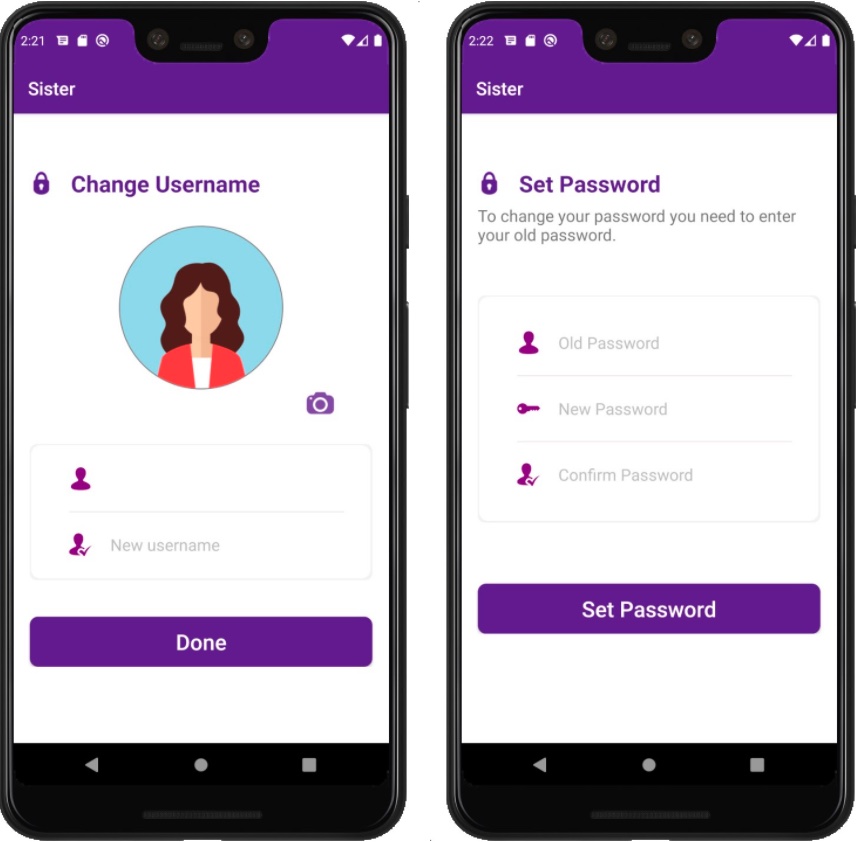 2:21
Sister
Change Username
New username
Done
2:22
Sister
Set Password
To change your password you need to enter
your old password.
Old Password
New Password
Confirm Password
Set Password